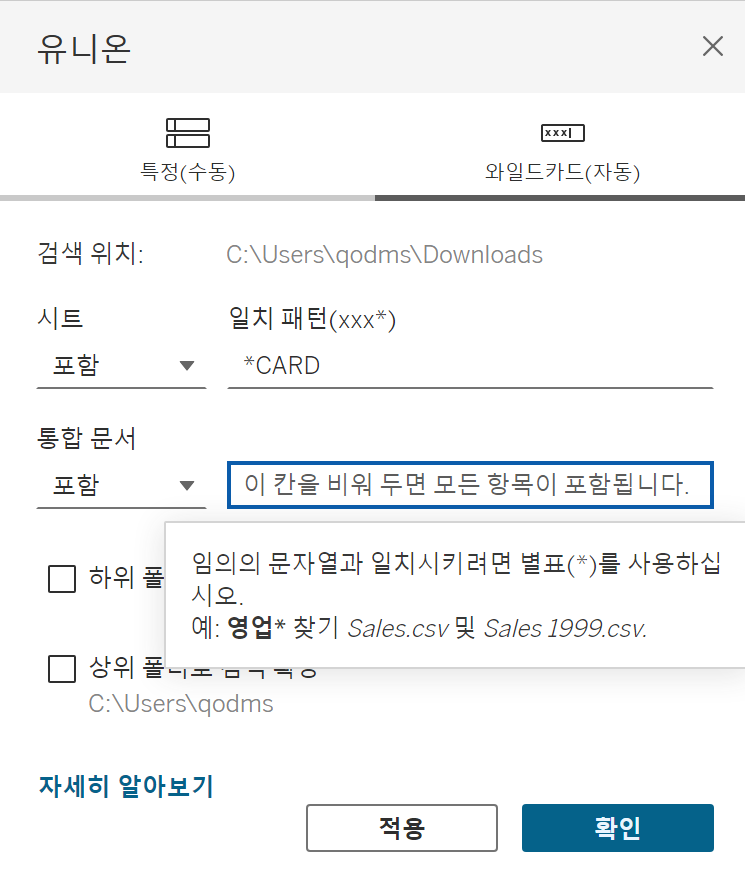 유니온
특정(수동)
xxx
와일드카드(자동)
검색 위치: C:\Users\qodms\Downloads
시트 일치 패턴(xxx*)
포함 *CARD
통합 문서
포함 이 칸을 비워 두면 모든 항목이 포함됩니다.
임의의 문자열과 일치시키려면 별표(*)를 사용하십
시오.
예: 영업* 찾기 Sales.csv 및 Sales 1999.csv.
하위 폴
상위 폴
C:\Users\qodms
자세히 알아보기
적용 확인